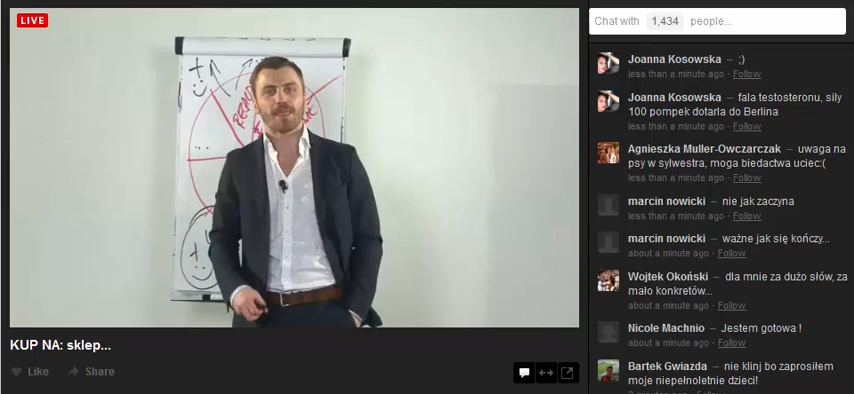 LIVE
KUP NA: sklep...
Like
Share
Chat with 1,434 people...
Joanna Kosowska – ;)
less than a minute ago · Follow
Joanna Kosowska – fala testosteronu, sily
100 pompek dotarla do Berlina
less than a minute ago · Follow
Agnieszka Muller-Owczarczak – uwaga na
psy w sylwestra, moga biedactwa uciec:(
less than a minute ago · Follow
marcin nowicki – nie jak zaczyna
less than a minute ago · Follow
marcin nowicki – ważne jak się kończy...
about a minute ago · Follow
Wojtek Okoński – dla mnie za dużo słów, za
mało konkretów...
about a minute ago · Follow
Nicole Machnio – Jestem gotowa !
about a minute ago · Follow
Bartek Gwiazda – nie klinj bo zaprosiłem
moje niepełnoletnie dzieci!